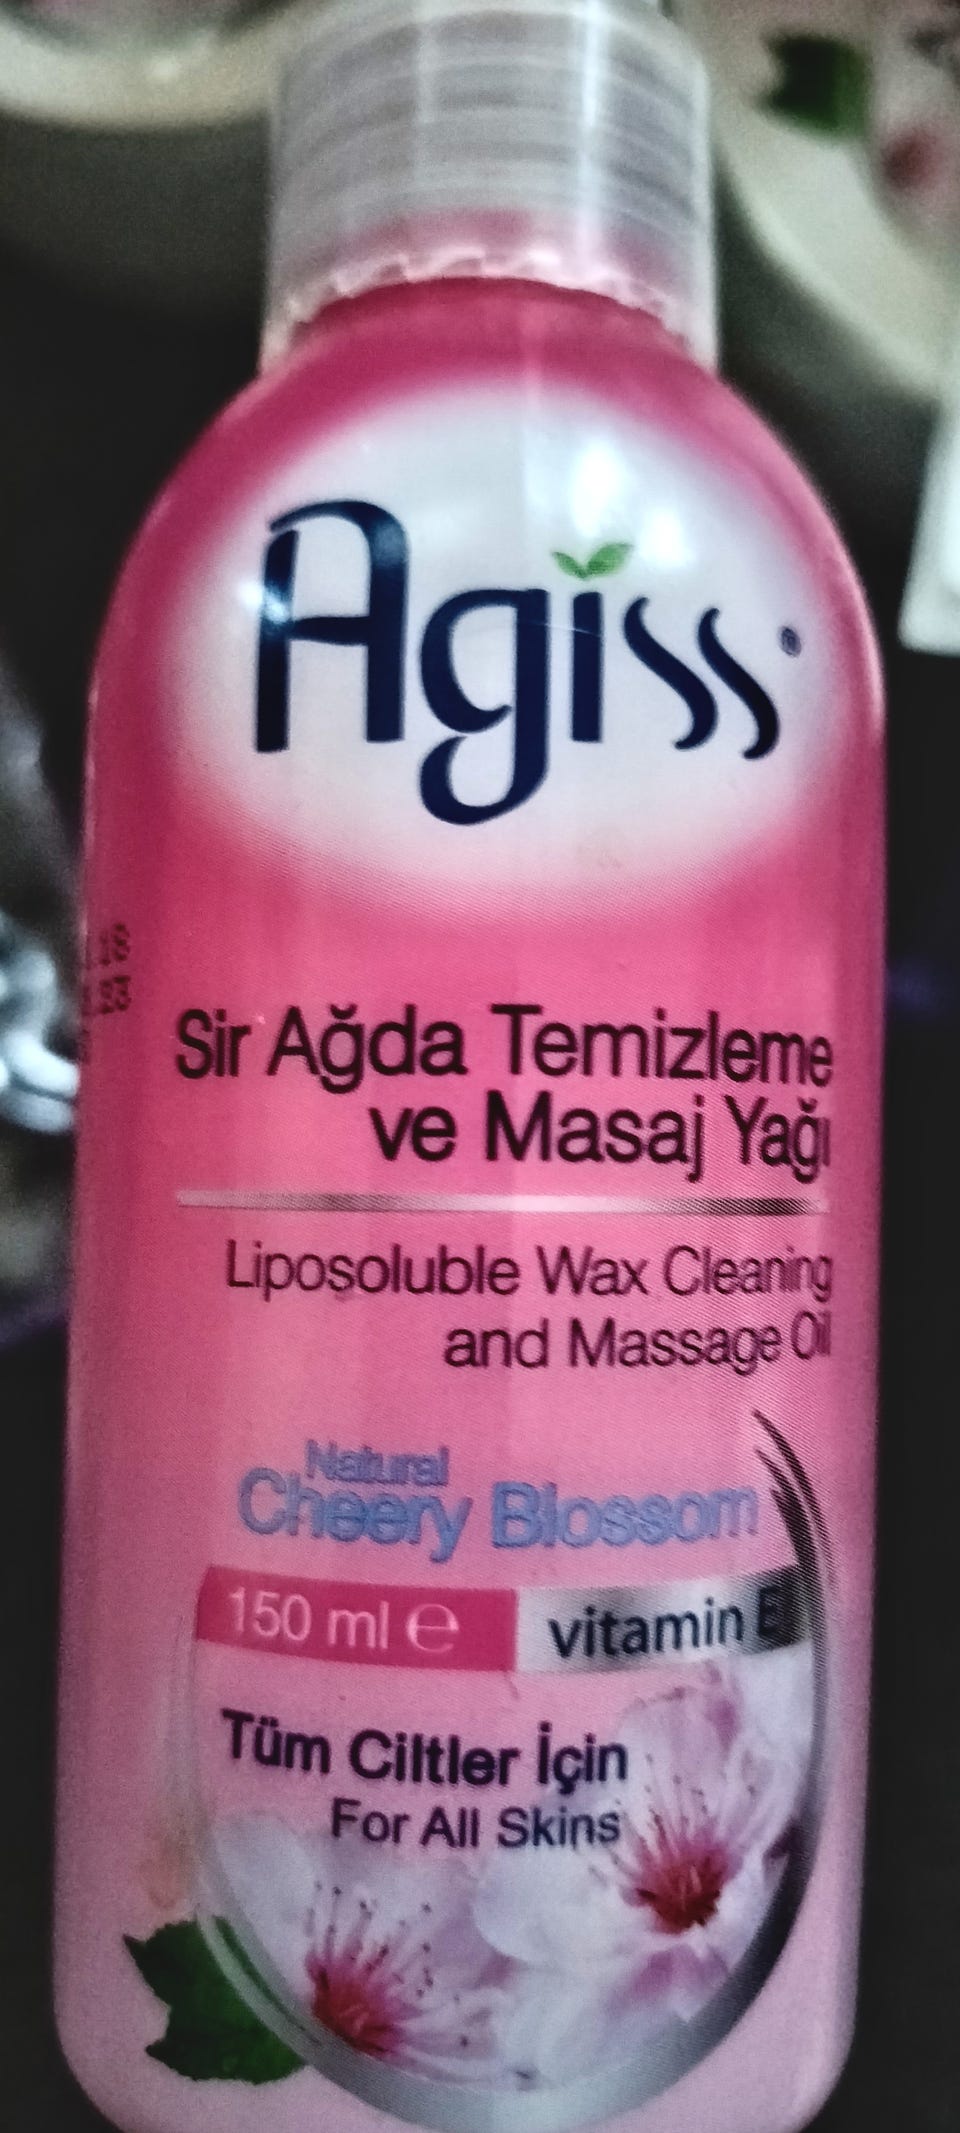 Agiss®
Sir Ağda Temizleme
ve Masaj Yağı
Liposoluble Wax Cleaning
and Massage Oil
Natural
Cheery Blossom
150 ml ℮ vitamin E
Tüm Ciltler İçin
For All Skins